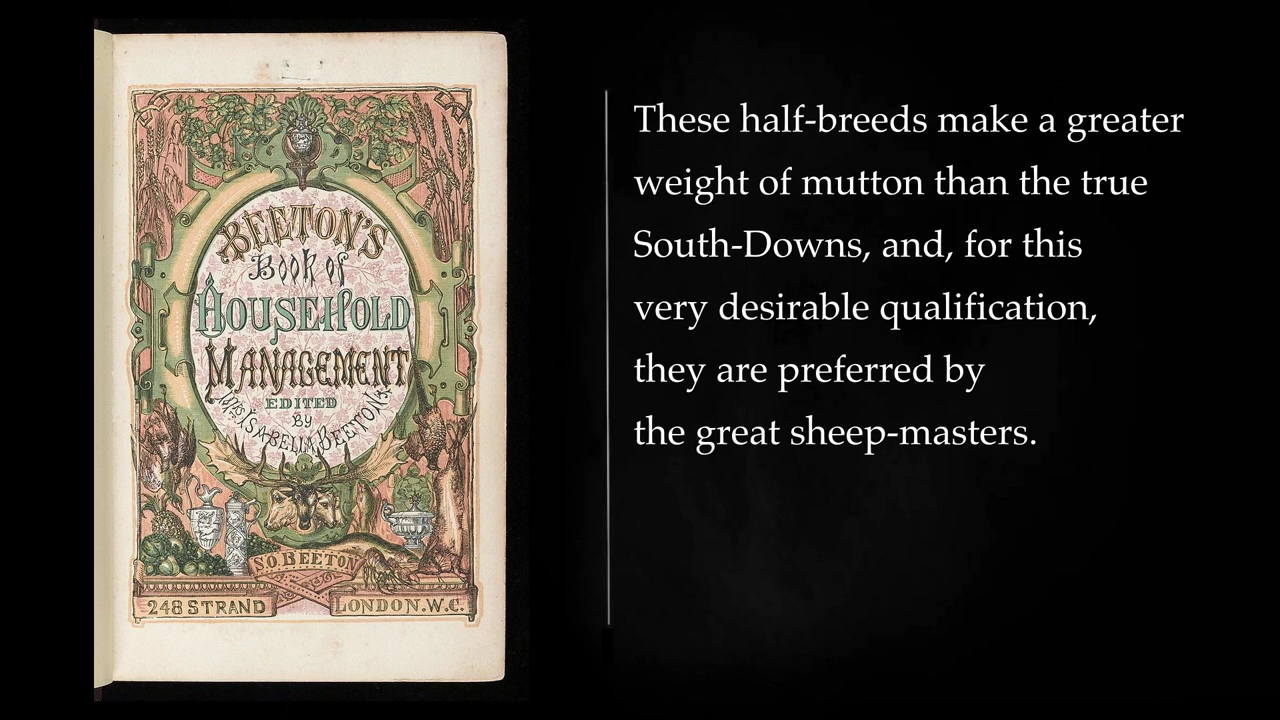 BEETON'S
Book of
HOUSEHOLD
MANAGEMENT
EDITED
BY
MRS ISABELLA BEETON
S.O. BEETON
248 STRAND
LONDON. W.C.
These half-breeds make a greater
weight of mutton than the true
South-Downs, and, for this
very desirable qualification,
they are preferred by
the great sheep-masters.